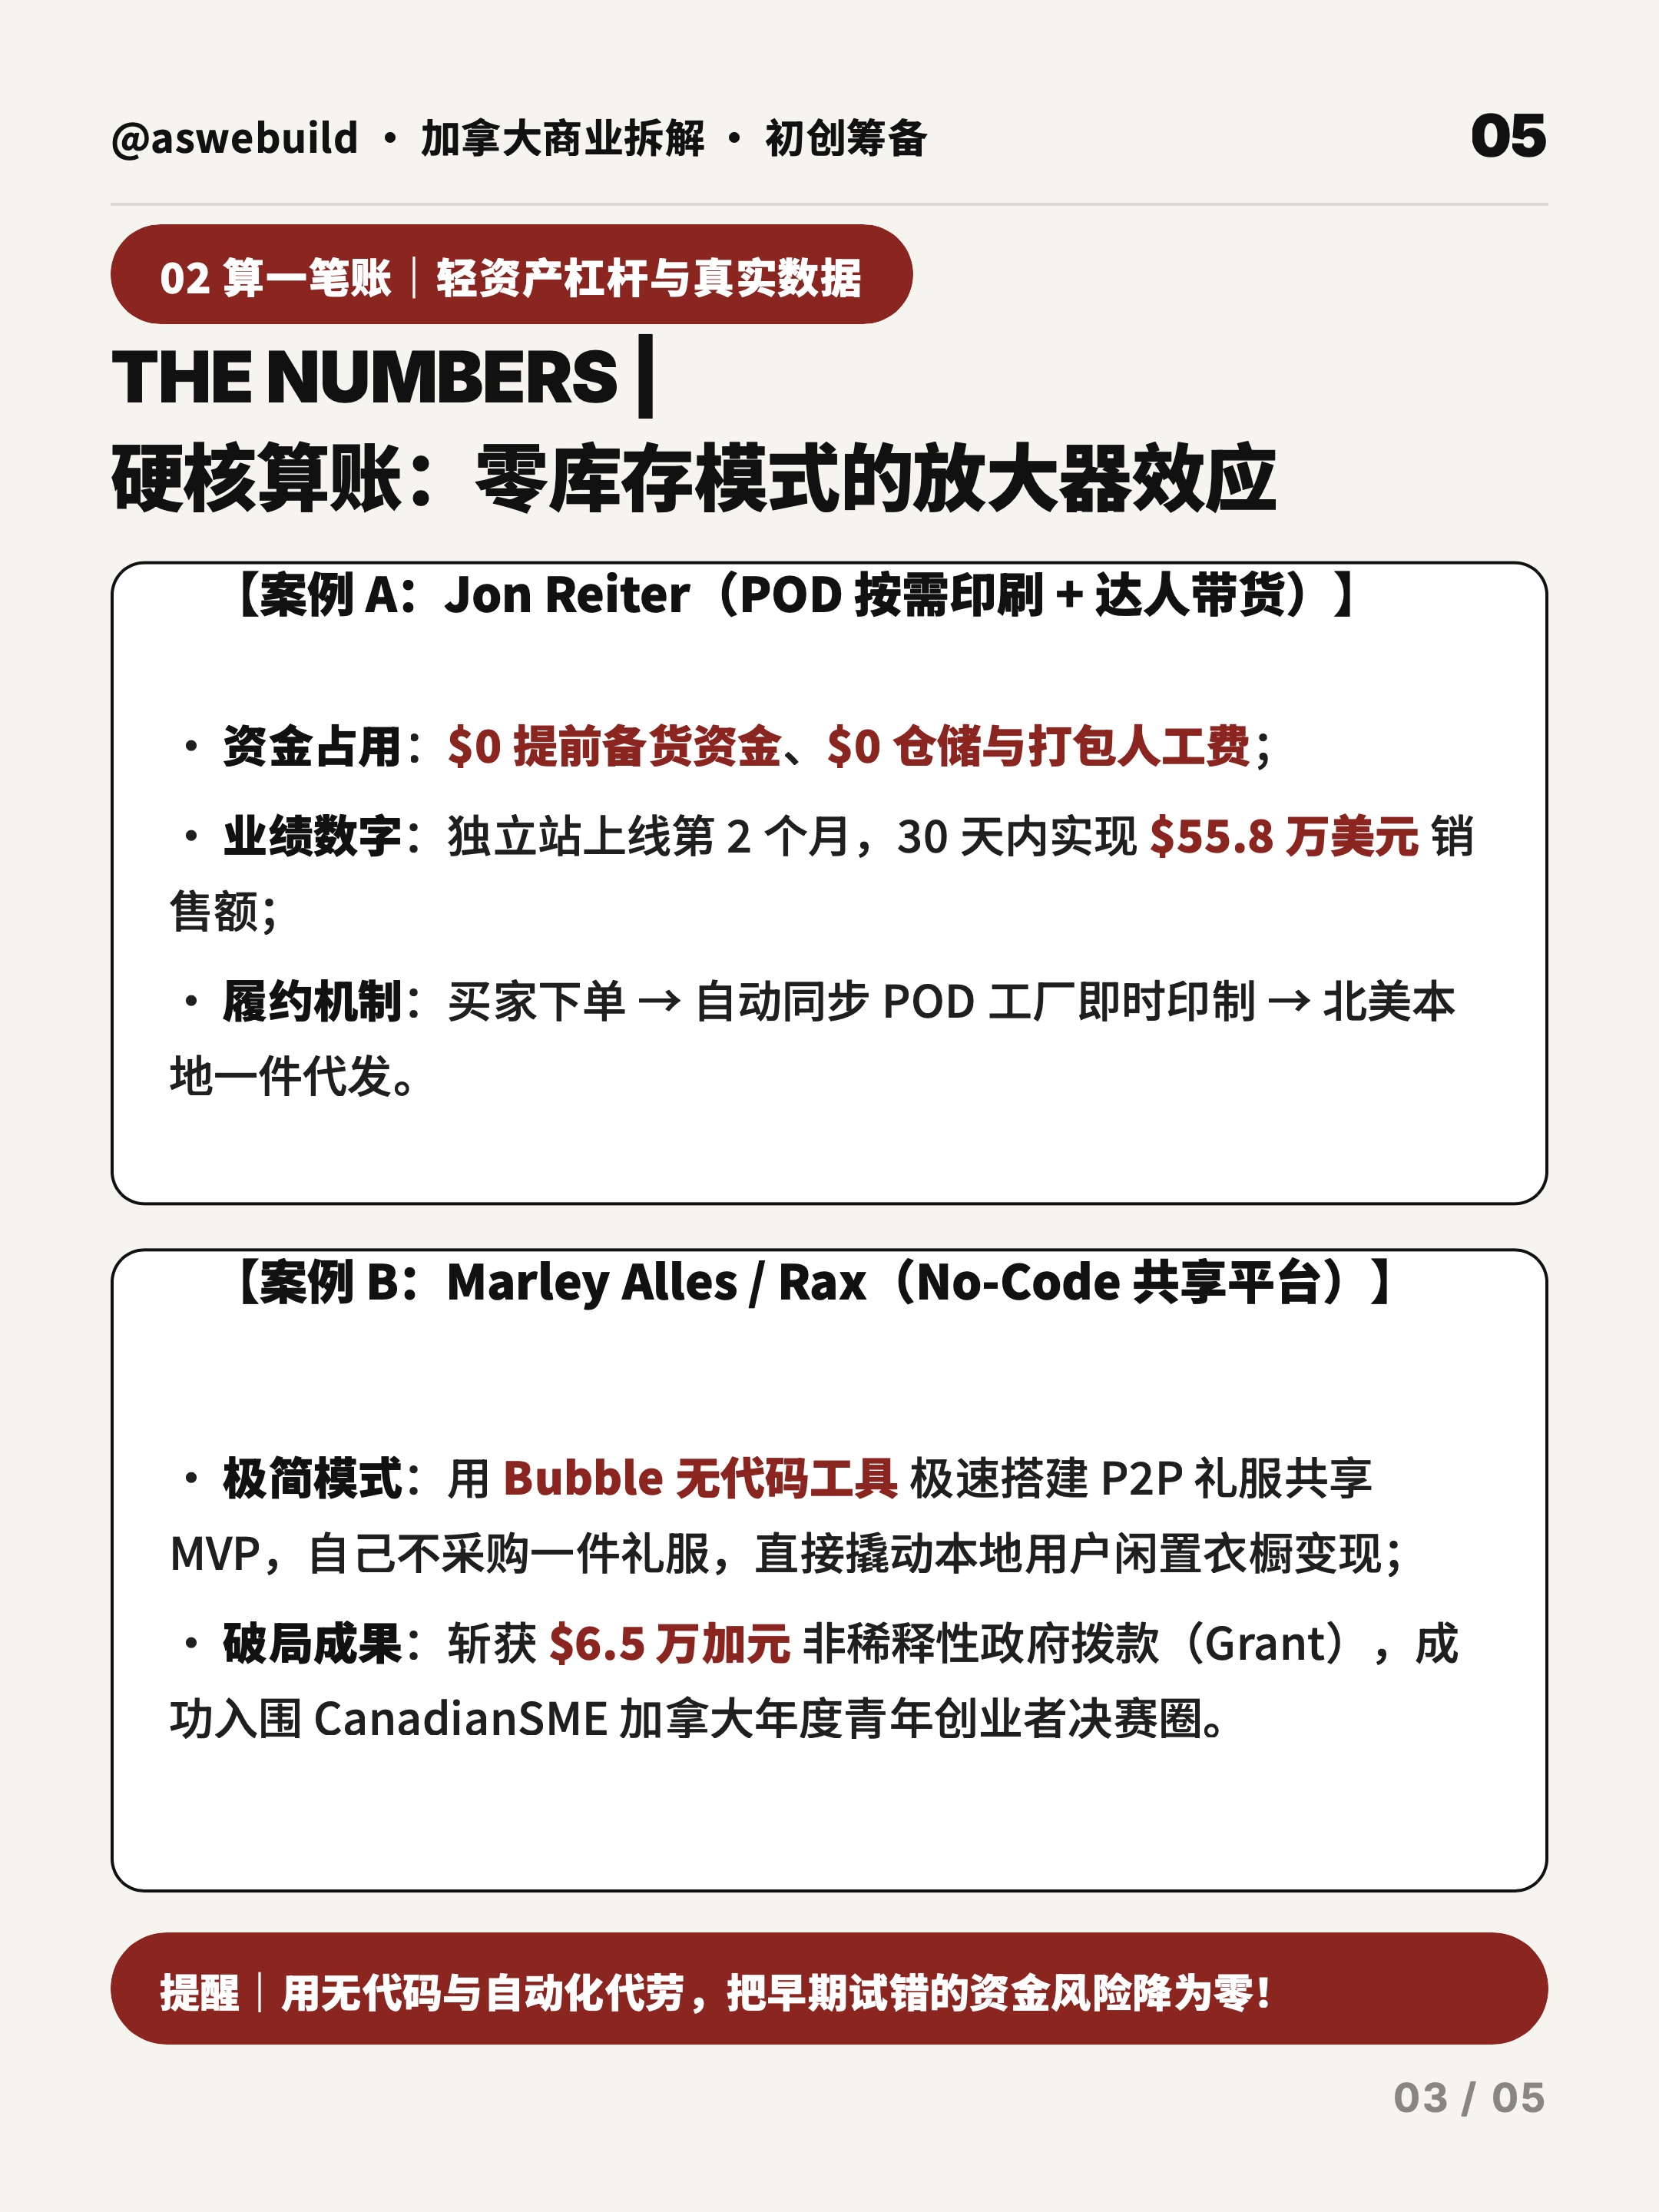 @aswebuild • 加拿大商业拆解 • 初创筹备
05
02 算一笔账｜轻资产杠杆与真实数据
THE NUMBERS |
硬核算账：零库存模式的放大器效应
【案例 A：Jon Reiter（POD 按需印刷 + 达人带货）】
• 资金占用：$0 提前备货资金、$0 仓储与打包人工费；
• 业绩数字：独立站上线第 2 个月，30 天内实现 $55.8 万美元 销
售额；
• 履约机制：买家下单 → 自动同步 POD 工厂即时印制 → 北美本
地一件代发。
【案例 B：Marley Alles / Rax（No-Code 共享平台）】
• 极简模式：用 Bubble 无代码工具 极速搭建 P2P 礼服共享
MVP，自己不采购一件礼服，直接撬动本地用户闲置衣橱变现；
• 破局成果：斩获 $6.5 万加元 非稀释性政府拨款（Grant），成
功入围 CanadianSME 加拿大年度青年创业者决赛圈。
提醒｜用无代码与自动化代劳，把早期试错的资金风险降为零！
03 / 05